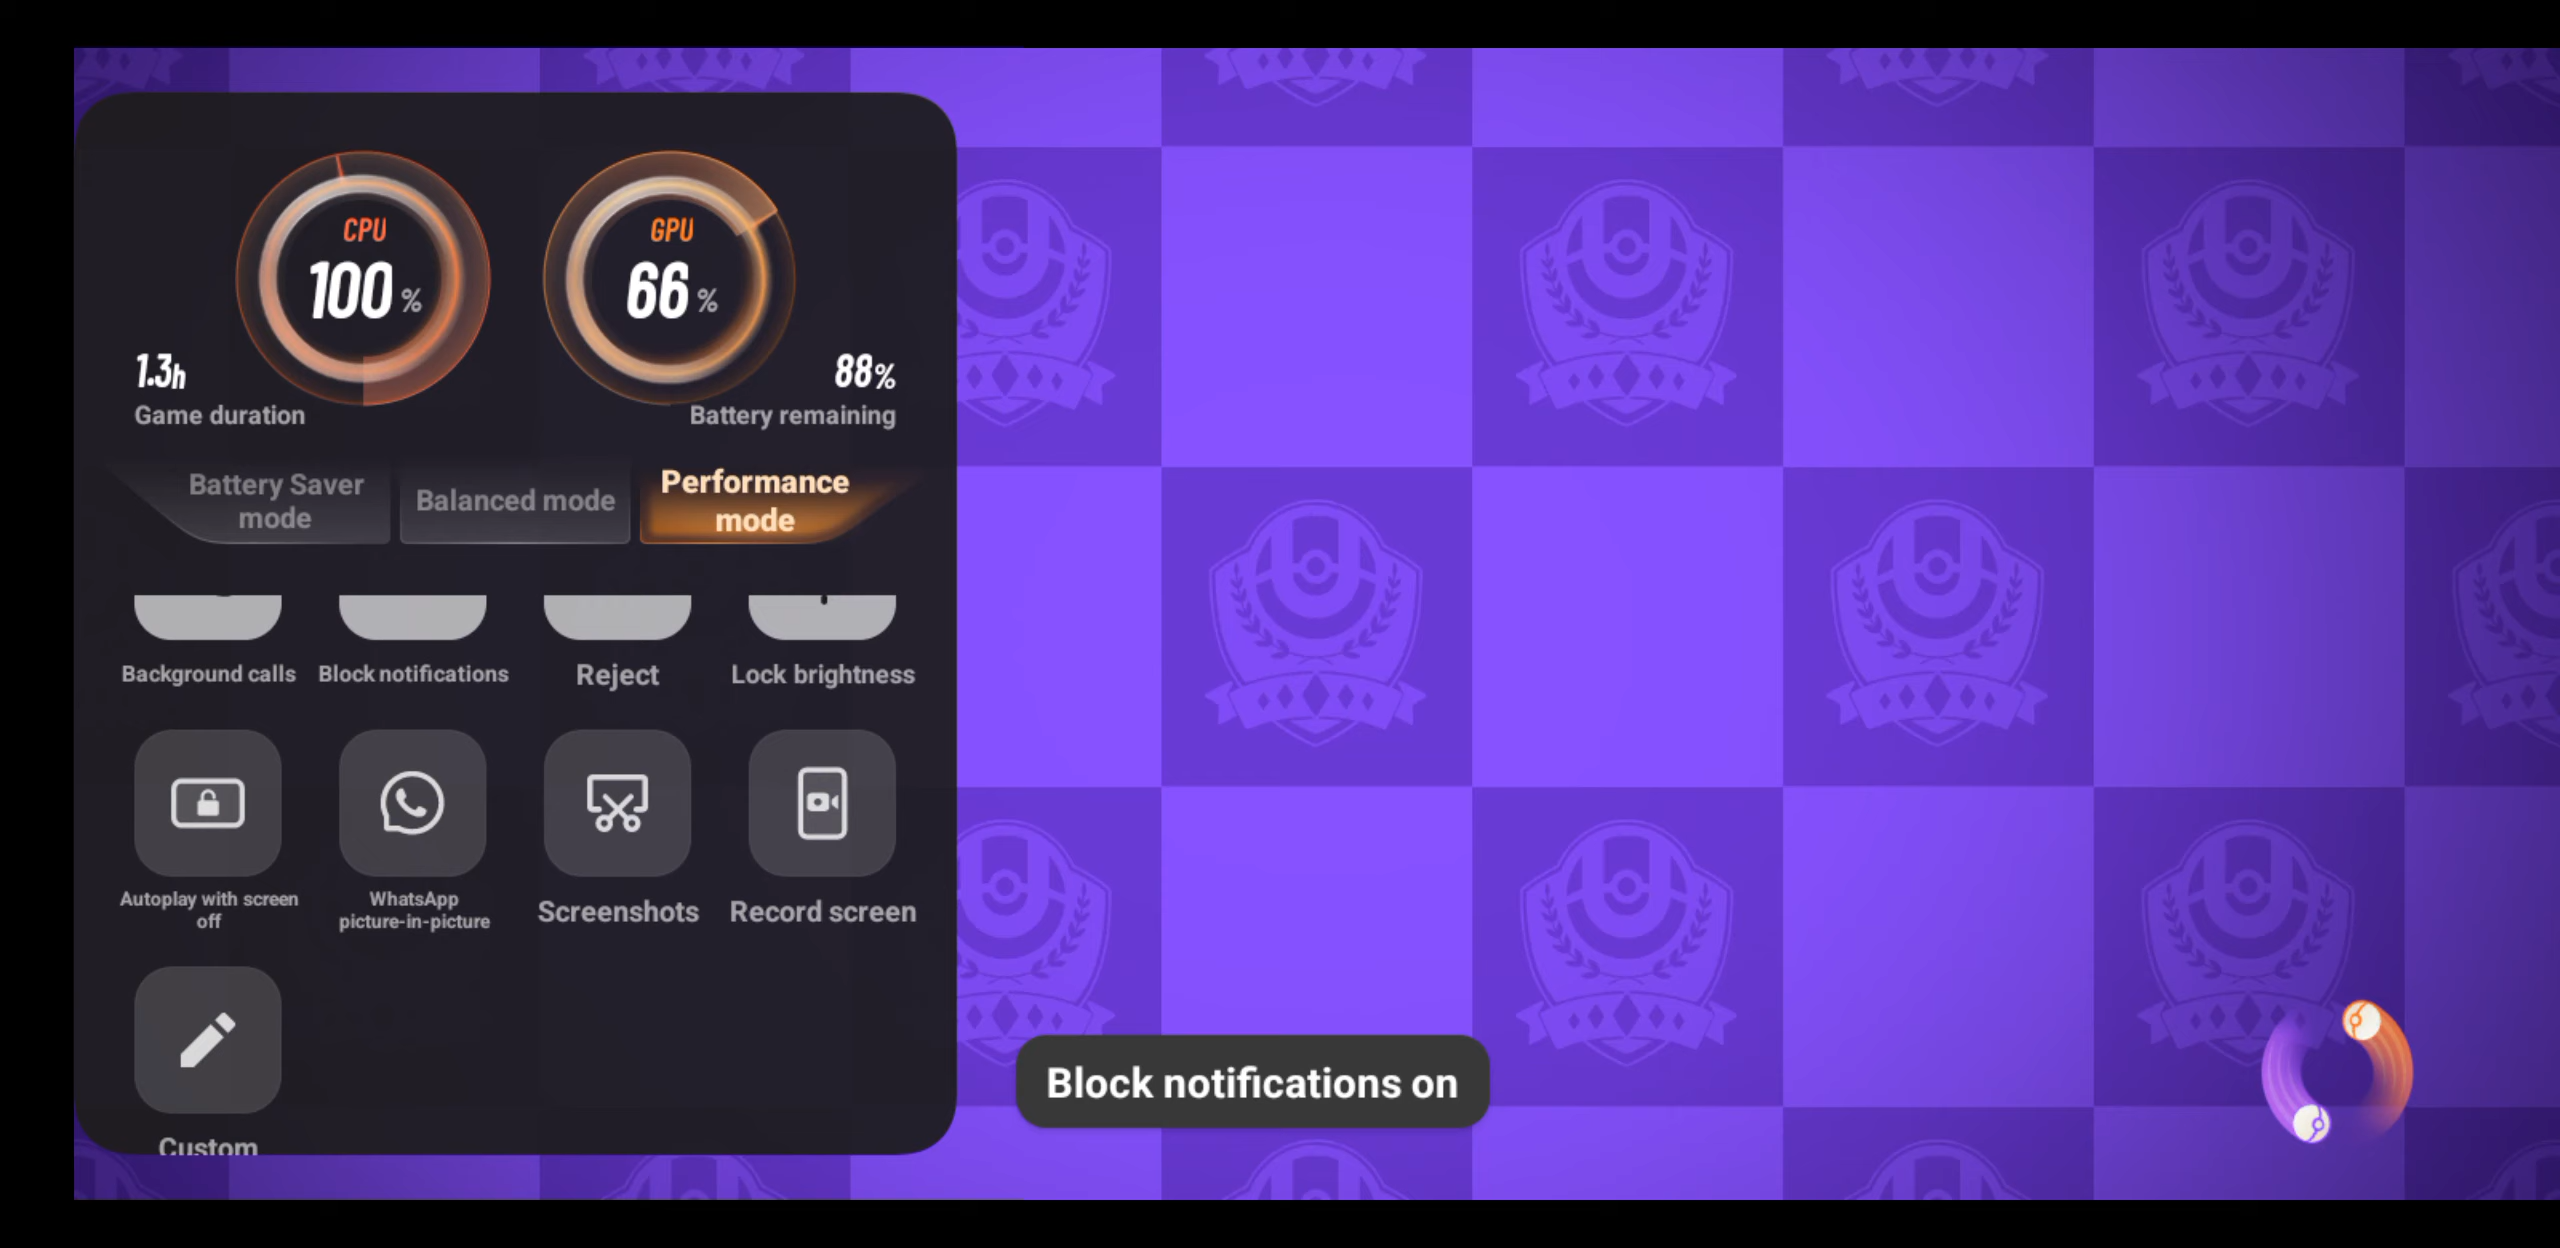 CPU
100 %
GPU
66 %
1.3h
Game duration
88%
Battery remaining
Battery Saver
mode
Balanced mode
Performance
mode
Background calls
Block notifications
Reject
Lock brightness
Autoplay with screen
off
WhatsApp
picture-in-picture
Screenshots
Record screen
Custom
Block notifications on